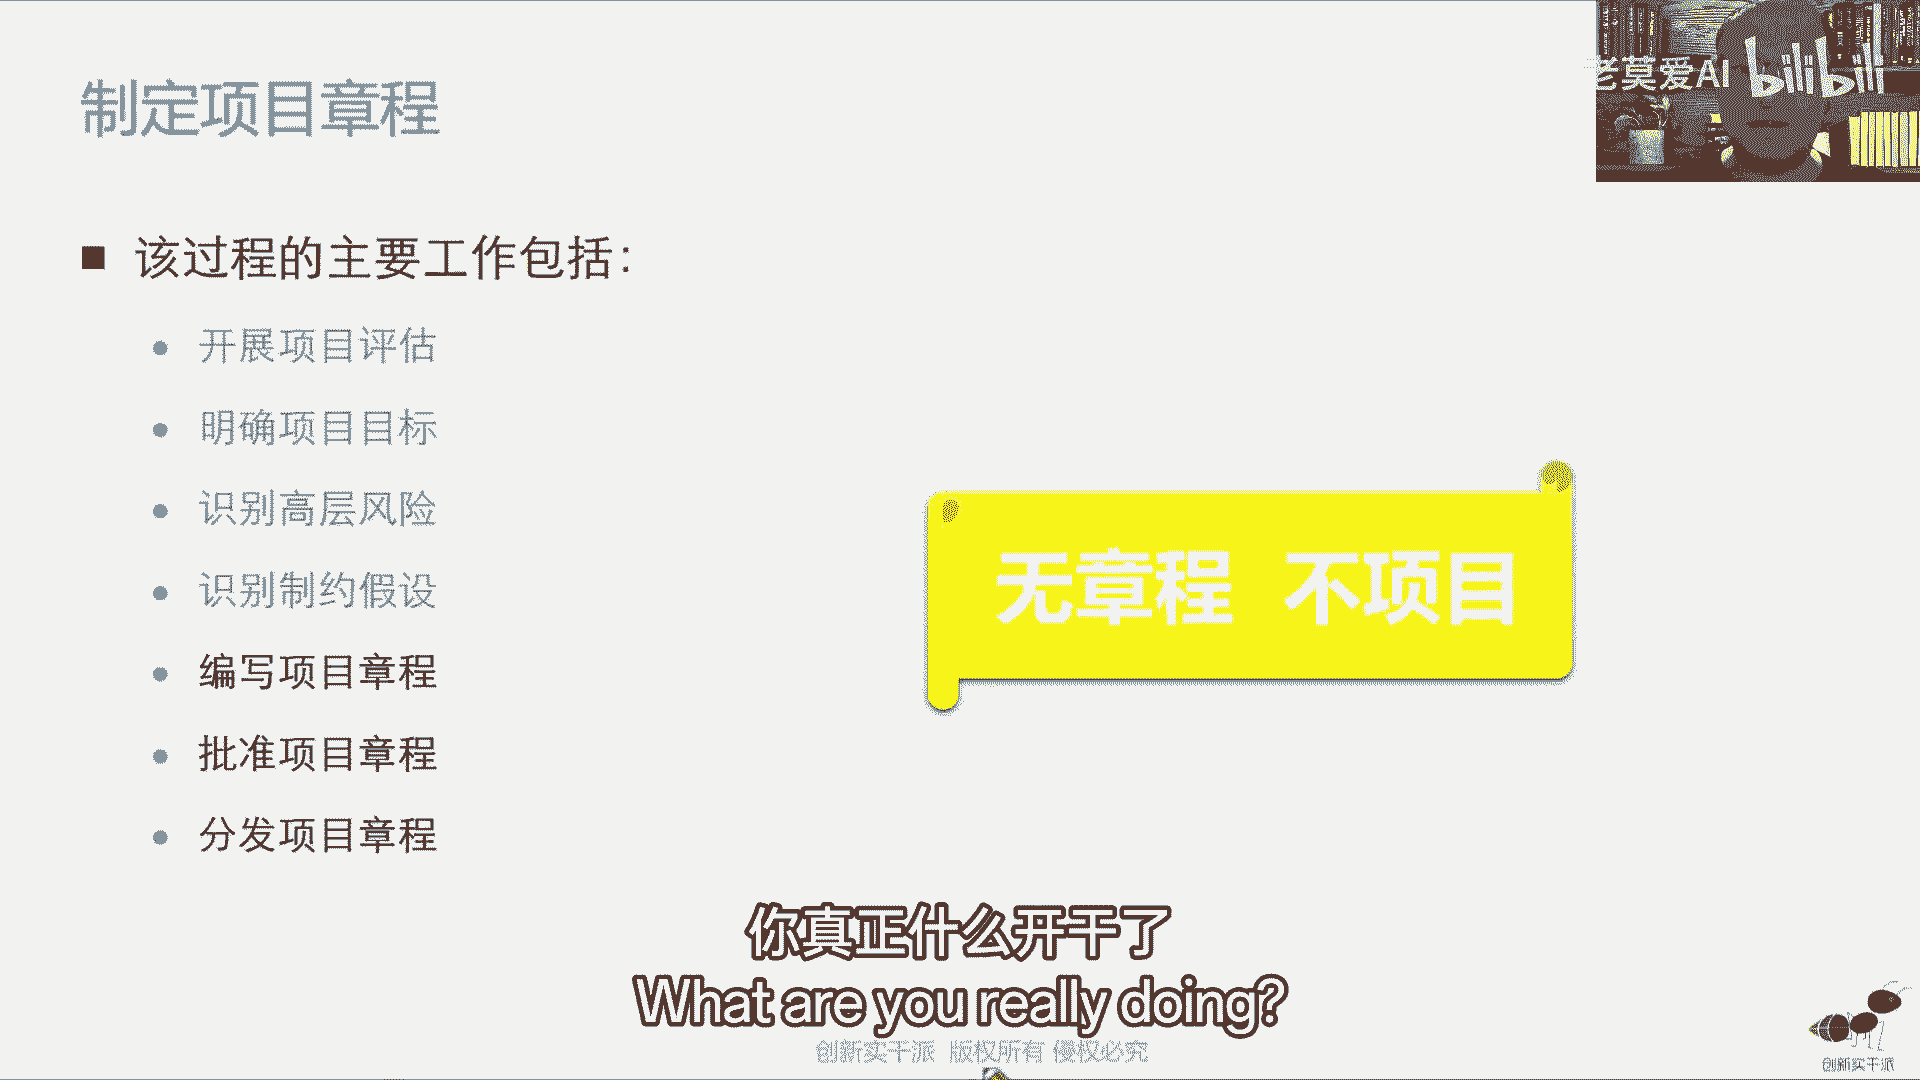 制定项目章程
老莫爱AI bilibili
■ 该过程的主要工作包括：
• 开展项目评估
• 明确项目目标
• 识别高层风险
• 识别制约假设
• 编写项目章程
• 批准项目章程
• 分发项目章程
无章程 不项目
你真正什么开干了
What are you really doing?
创新实干派 版权所有 侵权必究
创新实干派